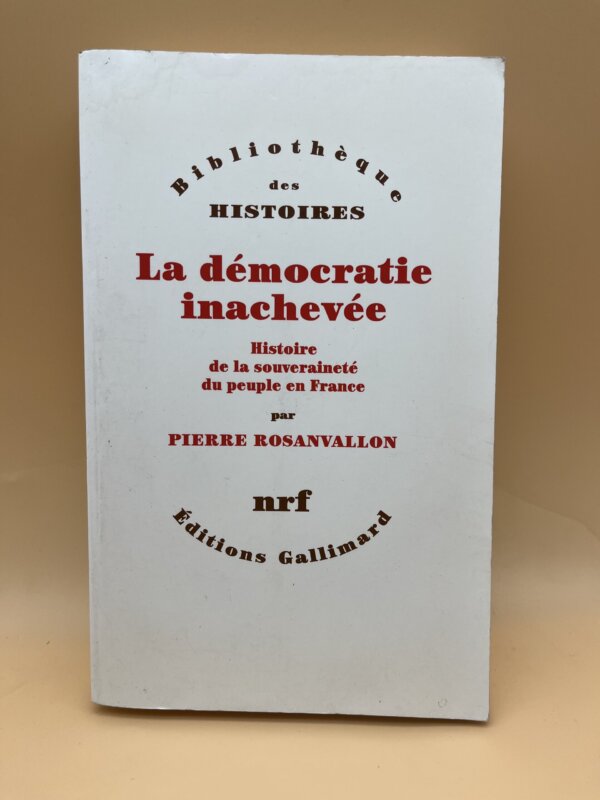 Bibliothèque
des
HISTOIRES
La démocratie
inachevée
Histoire
de la souveraineté
du peuple en France
par
PIERRE ROSANVALLON
nrf
Éditions Gallimard